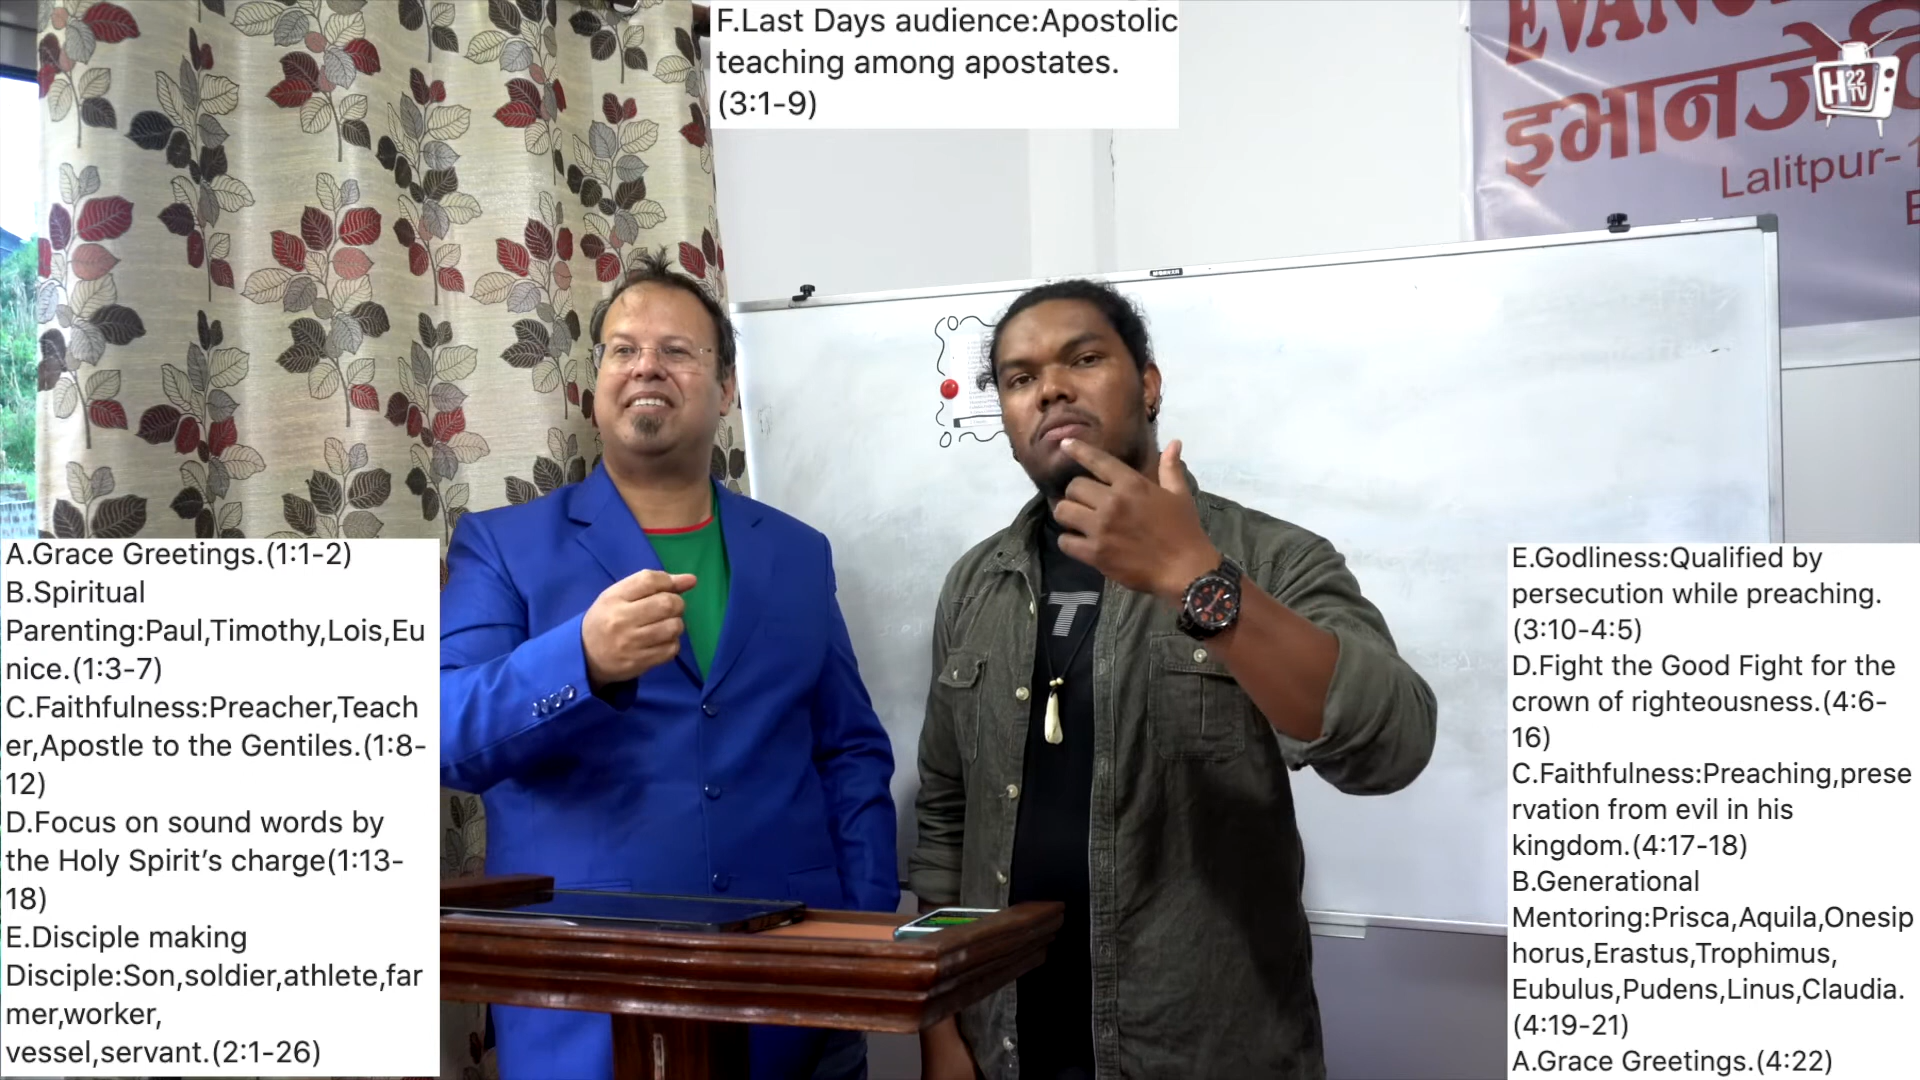 F.Last Days audience:Apostolic
teaching among apostates.
(3:1-9)
इभानजे
Lalitpur-1
H22
TV
WORKER
A.Grace Greetings.(1:1-2)
B.Spiritual
Parenting:Paul,Timothy,Lois,Eu
nice.(1:3-7)
C.Faithfulness:Preacher,Teach
er,Apostle to the Gentiles.(1:8-
12)
D.Focus on sound words by
the Holy Spirit’s charge(1:13-
18)
E.Disciple making
Disciple:Son,soldier,athlete,far
mer,worker,
vessel,servant.(2:1-26)
T
E.Godliness:Qualified by
persecution while preaching.
(3:10-4:5)
D.Fight the Good Fight for the
crown of righteousness.(4:6-
16)
C.Faithfulness:Preaching,prese
rvation from evil in his
kingdom.(4:17-18)
B.Generational
Mentoring:Prisca,Aquila,Onesip
horus,Erastus,Trophimus,
Eubulus,Pudens,Linus,Claudia.
(4:19-21)
A.Grace Greetings.(4:22)